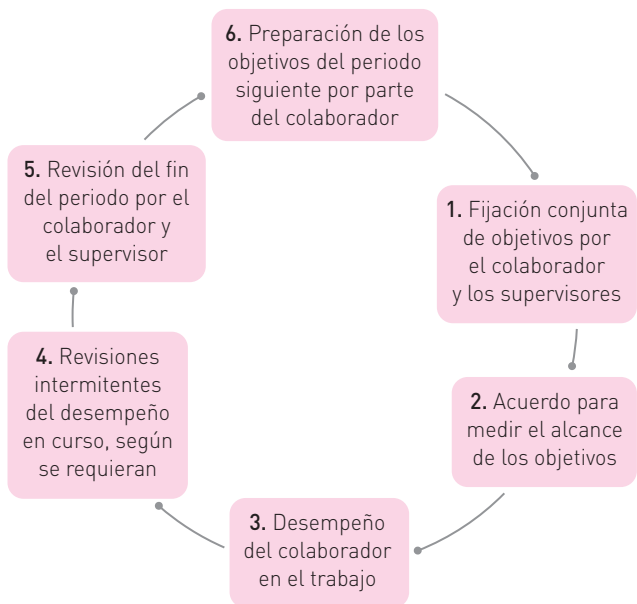 6. Preparación de los
objetivos del periodo
siguiente por parte
del colaborador
1. Fijación conjunta
de objetivos por
el colaborador
y los supervisores
2. Acuerdo para
medir el alcance
de los objetivos
3. Desempeño
del colaborador
en el trabajo
4. Revisiones
intermitentes
del desempeño
en curso, según
se requieran
5. Revisión del fin
del periodo por el
colaborador y
el supervisor